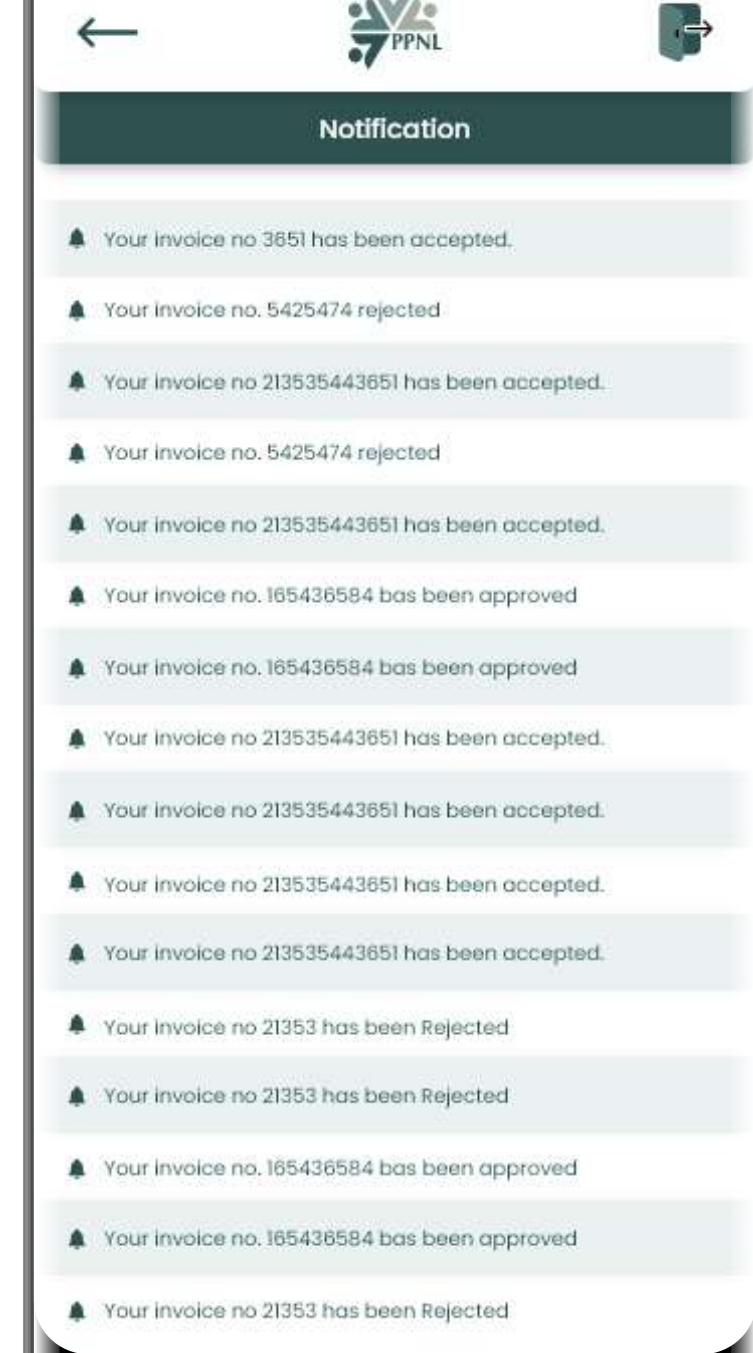 PPNL
Notification
Your invoice no 3651 has been accepted.
Your invoice no. 5425474 rejected
Your invoice no 213535443651 has been accepted.
Your invoice no. 5425474 rejected
Your invoice no 213535443651 has been accepted.
Your invoice no. 165436584 bas been approved
Your invoice no. 165436584 bas been approved
Your invoice no 213535443651 has been accepted.
Your invoice no 213535443651 has been accepted.
Your invoice no 213535443651 has been accepted.
Your invoice no 213535443651 has been accepted.
Your invoice no 21353 has been Rejected
Your invoice no 21353 has been Rejected
Your invoice no. 165436584 bas been approved
Your invoice no. 165436584 bas been approved
Your invoice no 21353 has been Rejected